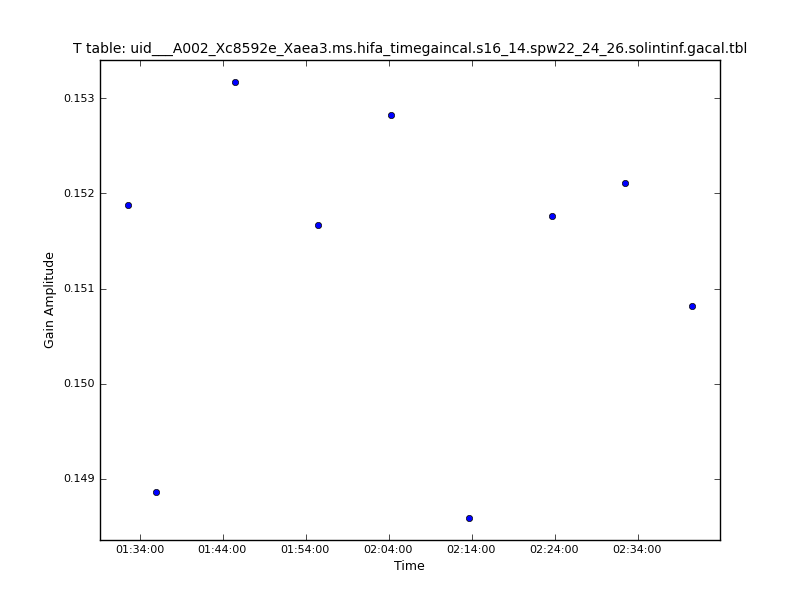 T table: uid___A002_Xc8592e_Xaea3.ms.hifa_timegaincal.s16_14.spw22_24_26.solintinf.gacal.tbl
0.153
0.152
0.151
0.150
0.149
Gain Amplitude
01:34:00 01:44:00 01:54:00 02:04:00 02:14:00 02:24:00 02:34:00
Time